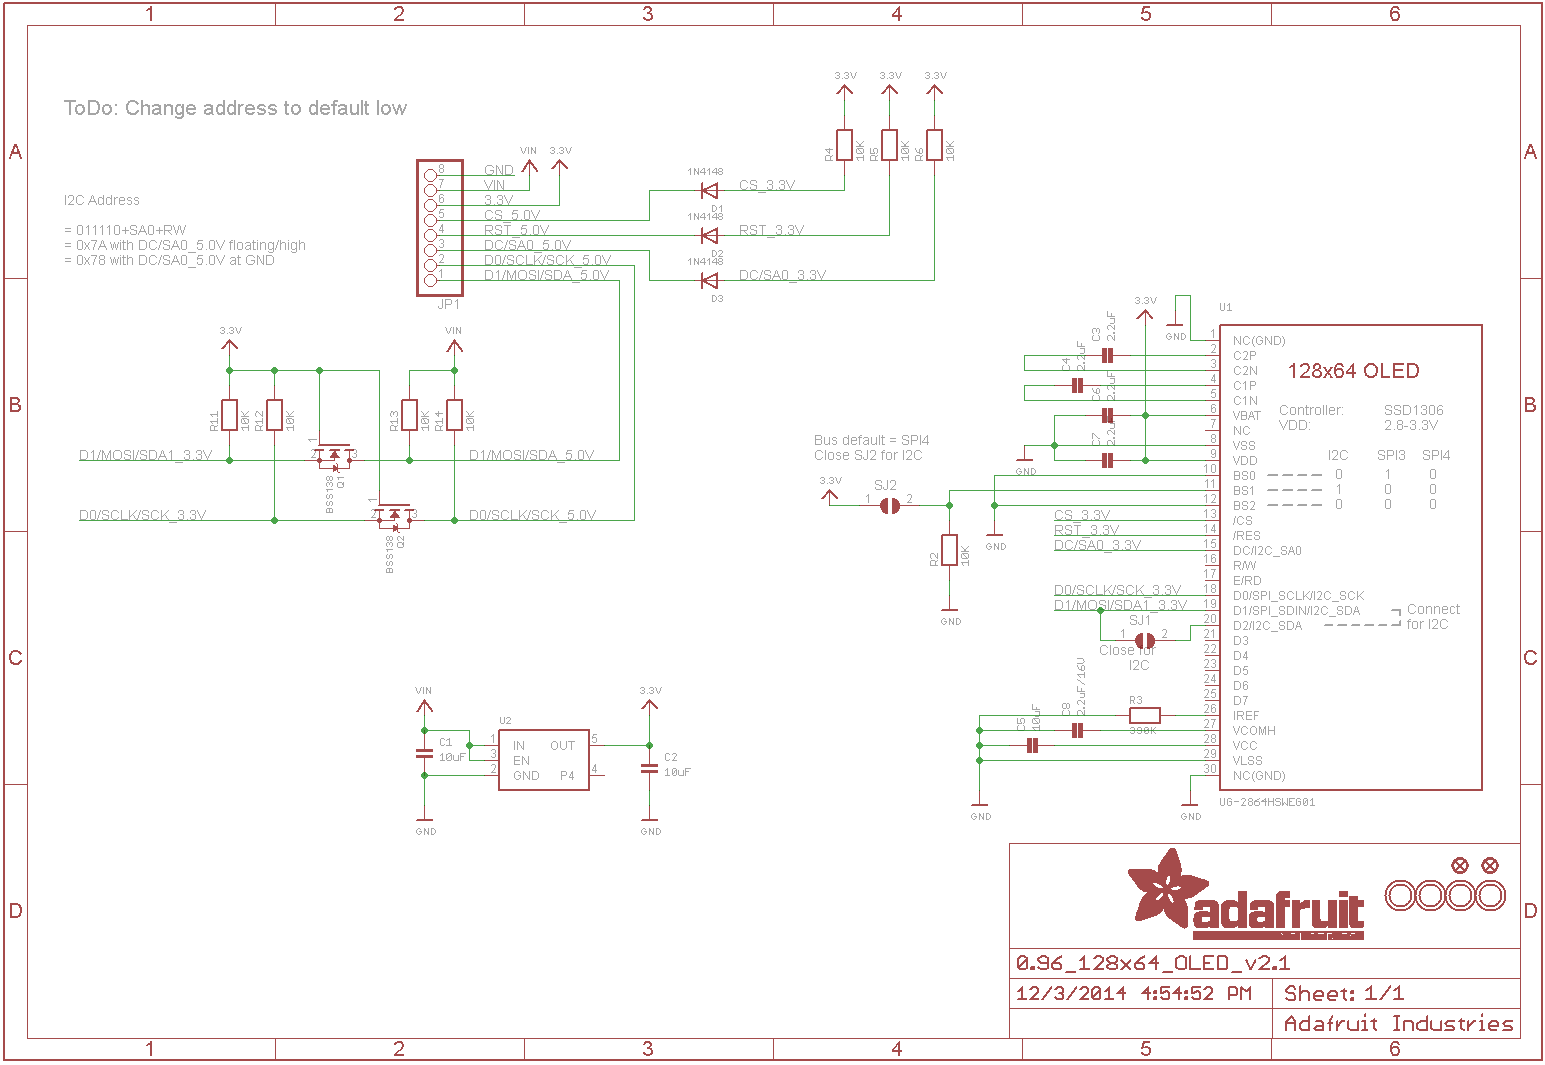 1 2 3 4 5 6
A A
B B
C C
D D
1 2 3 4 5 6
ToDo: Change address to default low
I2C Address
= 011110+SA0+RW
= 0x7A with DC/SA0_5.0V floating/high
= 0x78 with DC/SA0_5.0V at GND
VIN 3.3V
8 GND
7 VIN
6 3.3V
5 CS_5.0V
4 RST_5.0V
3 DC/SA0_5.0V
2 D0/SCLK/SCK_5.0V
1 D1/MOSI/SDA_5.0V
JP1
3.3V 3.3V 3.3V
R4 10K R5 10K R6 10K
1N4148
CS_3.3V
D1
1N4148
RST_3.3V
D2
1N4148
DC/SA0_3.3V
D3
3.3V VIN
R11 10K R12 10K R13 10K R14 10K
D1/MOSI/SDA1_3.3V
1 2 3
BSS138
Q1
D1/MOSI/SDA_5.0V
D0/SCLK/SCK_3.3V
1 2 3
BSS138
Q2
D0/SCLK/SCK_5.0V
VIN
C1
10uF
U2
1 IN OUT 5
3 EN
2 GND P4 4
GND
3.3V
C2
10uF
GND
Bus default = SPI4
Close SJ2 for I2C
3.3V
SJ2
1 2
R2 10K
GND
GND
3.3V
GND
C3 2.2uF
C4 2.2uF
C6 2.2uF
C7
GND
U1
128x64 OLED
Controller: SSD1306
VDD: 2.8-3.3V
I2C SPI3 SPI4
1 NC(GND)
2 C2P
3 C2N
4 C1P
5 C1N
6 VBAT
7 NC
8 VSS
9 VDD
10 BS0 0 1 0
11 BS1 1 0 0
12 BS2 0 0 0
CS_3.3V 13 /CS
RST_3.3V 14 /RES
DC/SA0_3.3V 15 DC/I2C_SA0
16 R/W
17 E/RD
D0/SCLK/SCK_3.3V 18 D0/SPI_SCLK/I2C_SCK
D1/MOSI/SDA1_3.3V 19 D1/SPI_SDIN/I2C_SDA
20 D2/I2C_SDA
Connect
for I2C
SJ1
1 2
Close for
I2C
21 D3
22 D4
23 D5
24 D6
25 D7
26 IREF
27 VCOMH
28 VCC
29 VLSS
30 NC(GND)
R3
390K
C8 2.2uF/16V
C5 10uF
GND
GND
UG-2864HSWEG01
adafruit
0.96_128x64_OLED_v2.1
12/3/2014 4:54:52 PM
Sheet: 1/1
Adafruit Industries